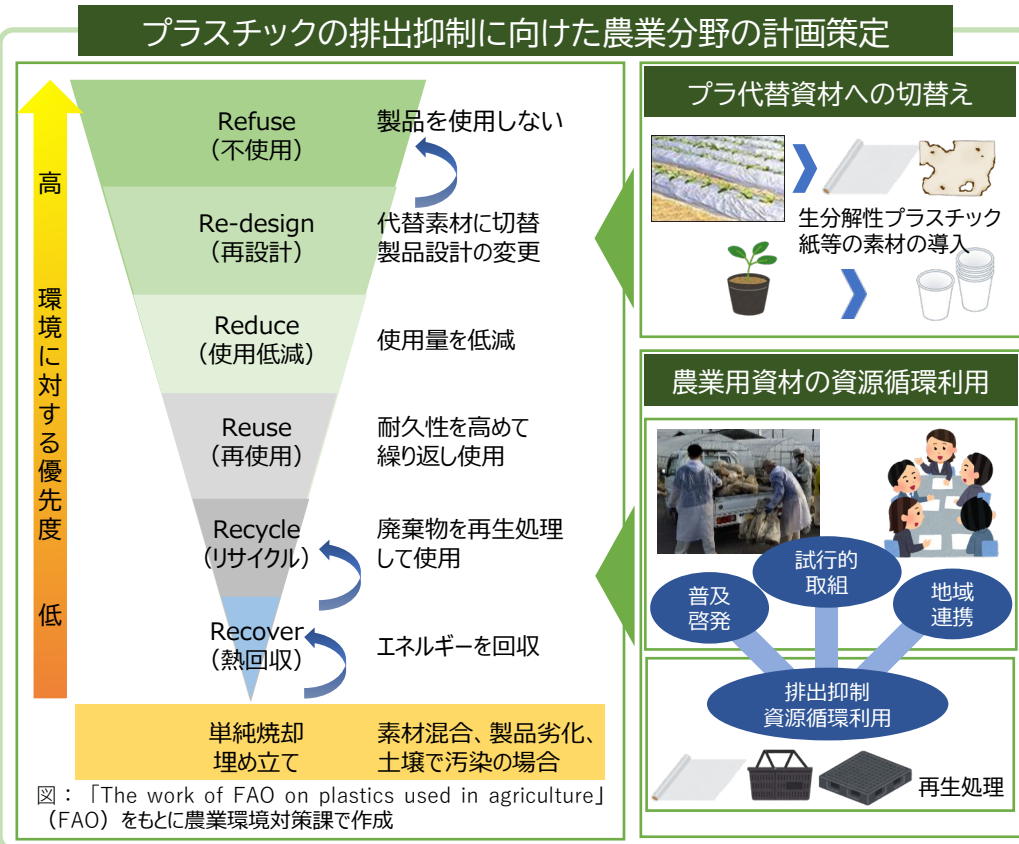 プラスチックの排出抑制に向けた農業分野の計画策定
高
環境に対する優先度
低
Refuse
(不使用)
製品を使用しない
Re-design
(再設計)
代替素材に切替
製品設計の変更
Reduce
(使用低減)
使用量を低減
Reuse
(再使用)
耐久性を高めて
繰り返し使用
Recycle
(リサイクル)
廃棄物を再生処理
して使用
Recover
(熱回収)
エネルギーを回収
単純焼却
埋め立て
素材混合、製品劣化、
土壌で汚染の場合
図：「The work of FAO on plastics used in agriculture」
（FAO）をもとに農業環境対策課で作成
プラ代替資材への切替え
生分解性プラスチック
紙等の素材の導入
農業用資材の資源循環利用
普及
啓発
試行的
取組
地域
連携
排出抑制
資源循環利用
再生処理